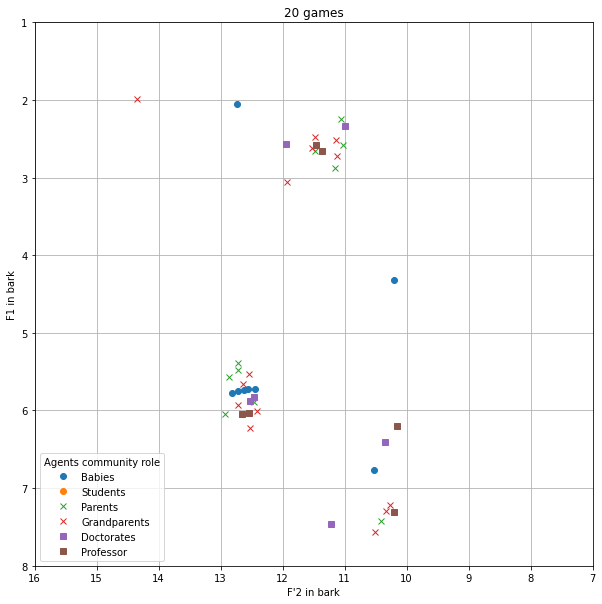 20 games
1
2
3
4
5
6
7
8
F1 in bark
Agents community role
Babies
Students
Parents
Grandparents
Doctorates
Professor
16 15 14 13 12 11 10 9 8 7
F'2 in bark